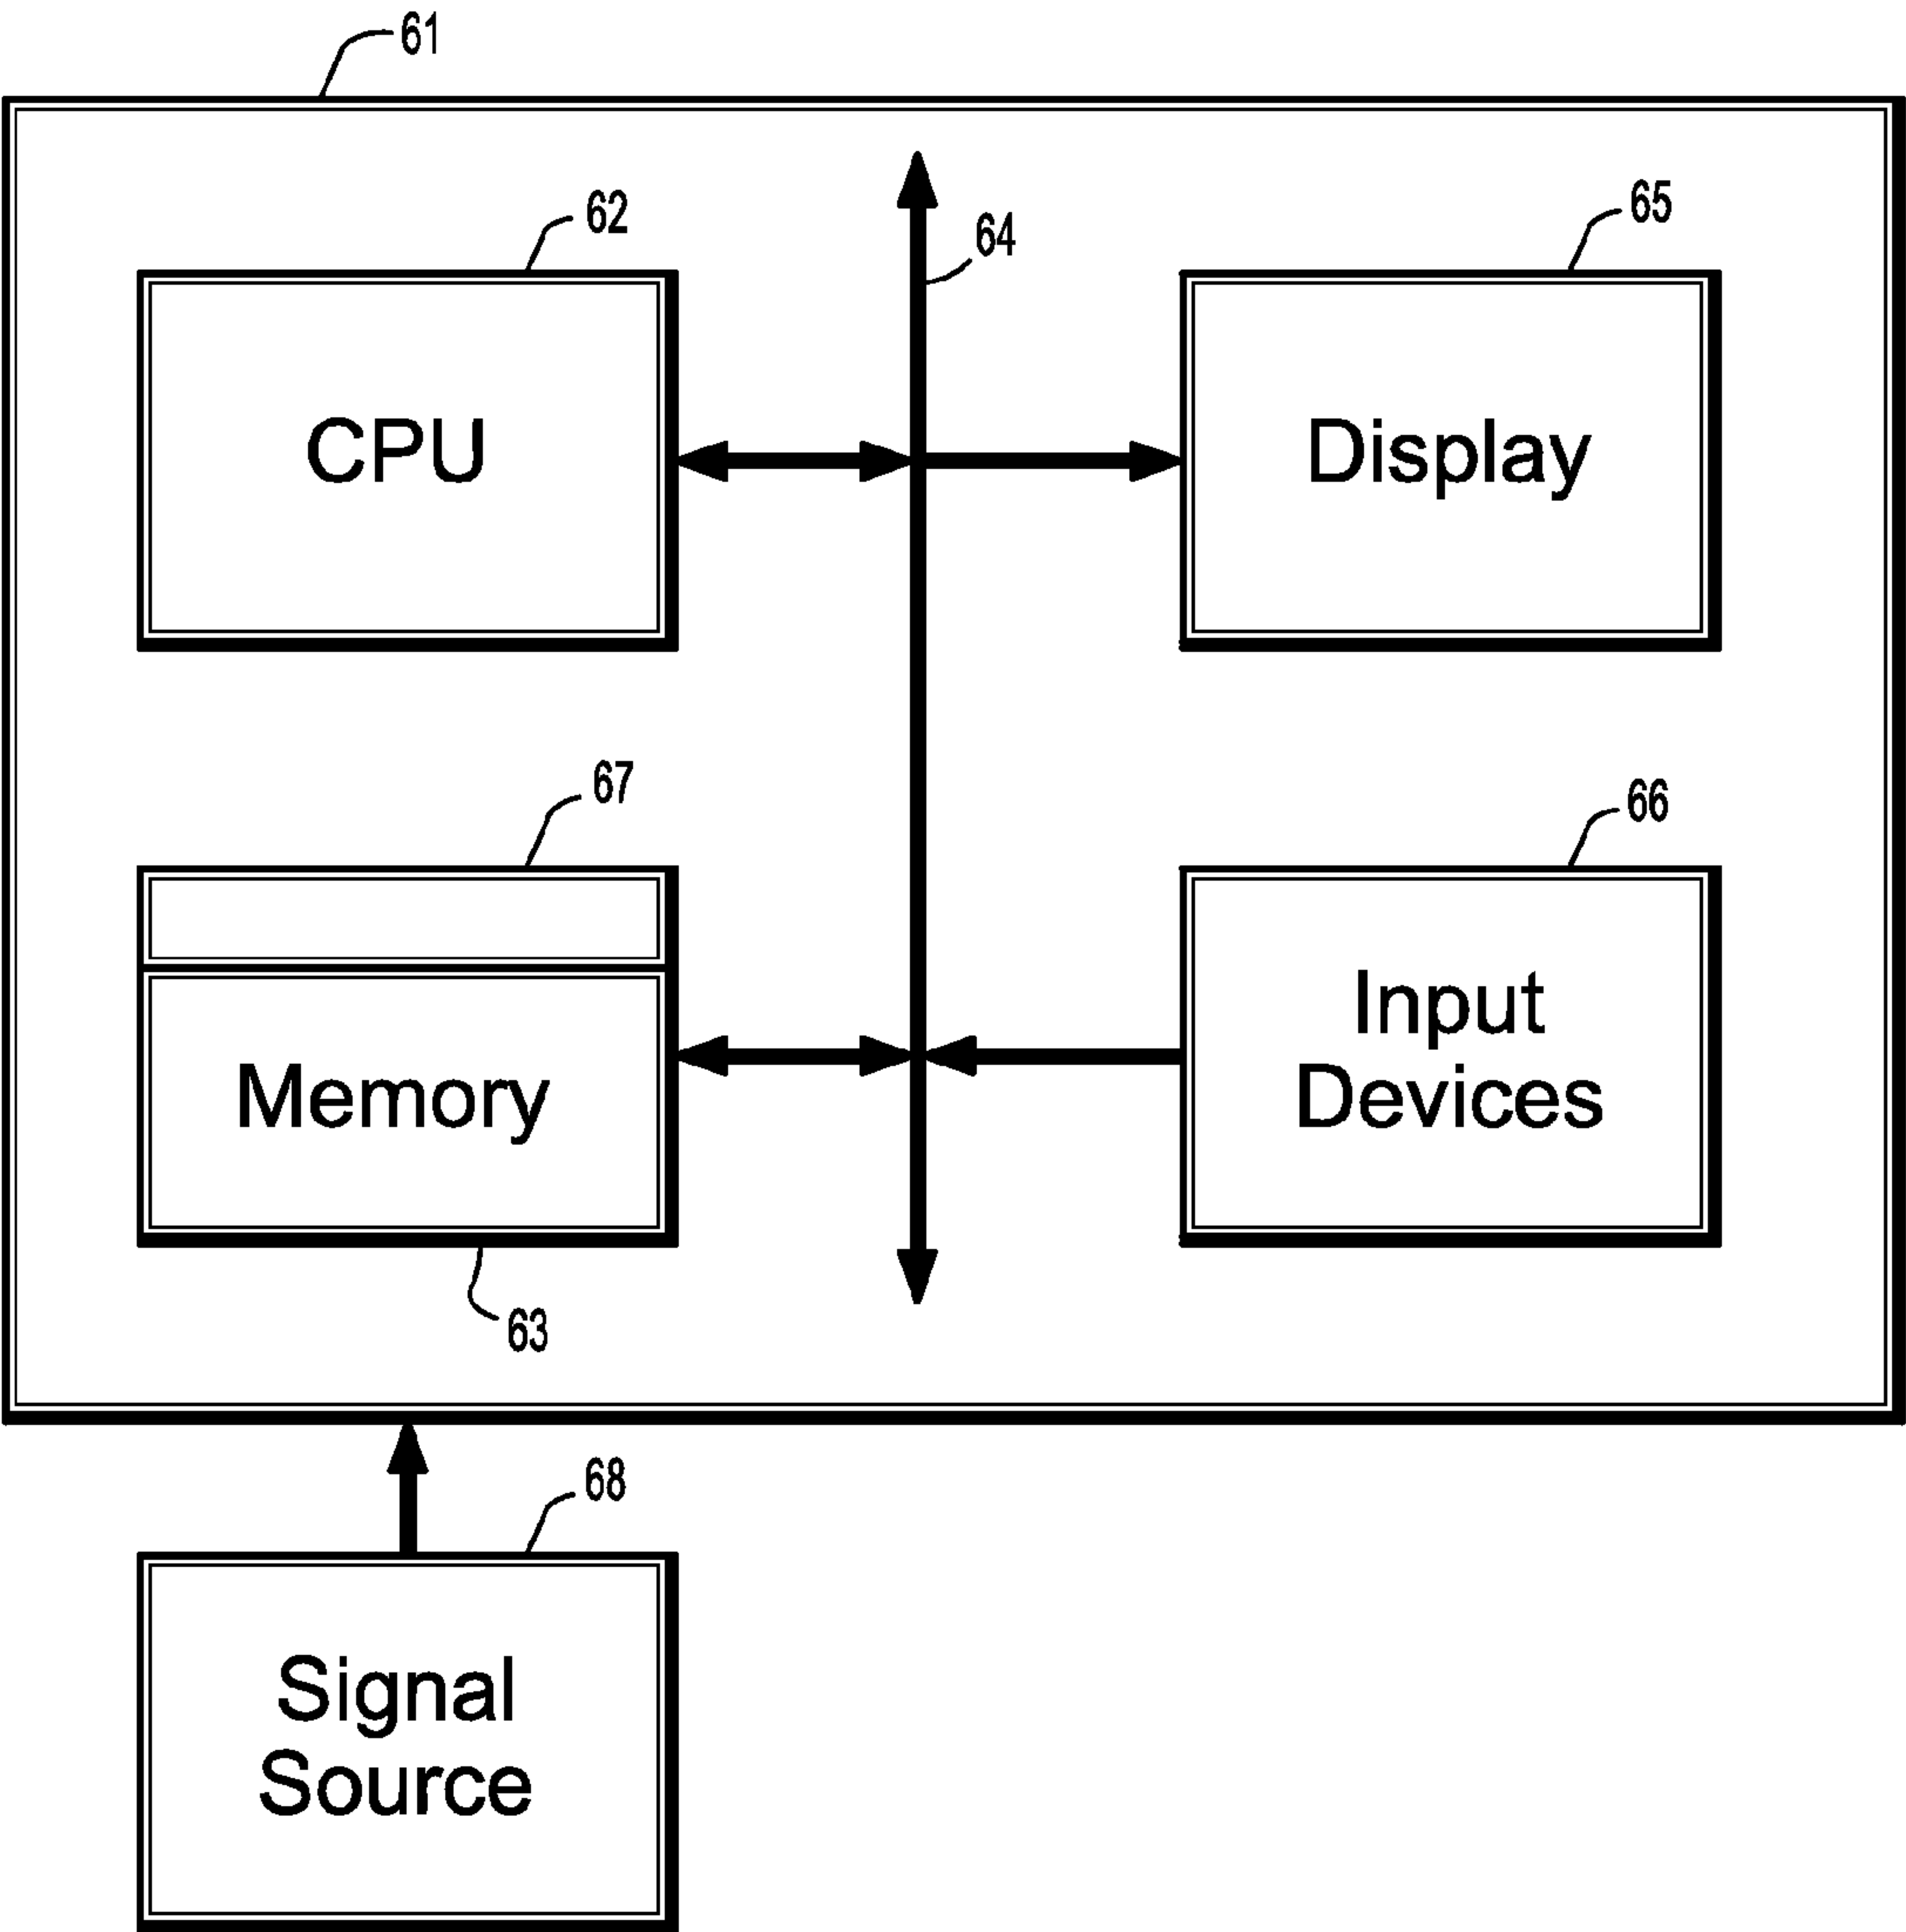 61
62
64
65
CPU
Display
67
66
Memory
Input
Devices
63
68
Signal
Source